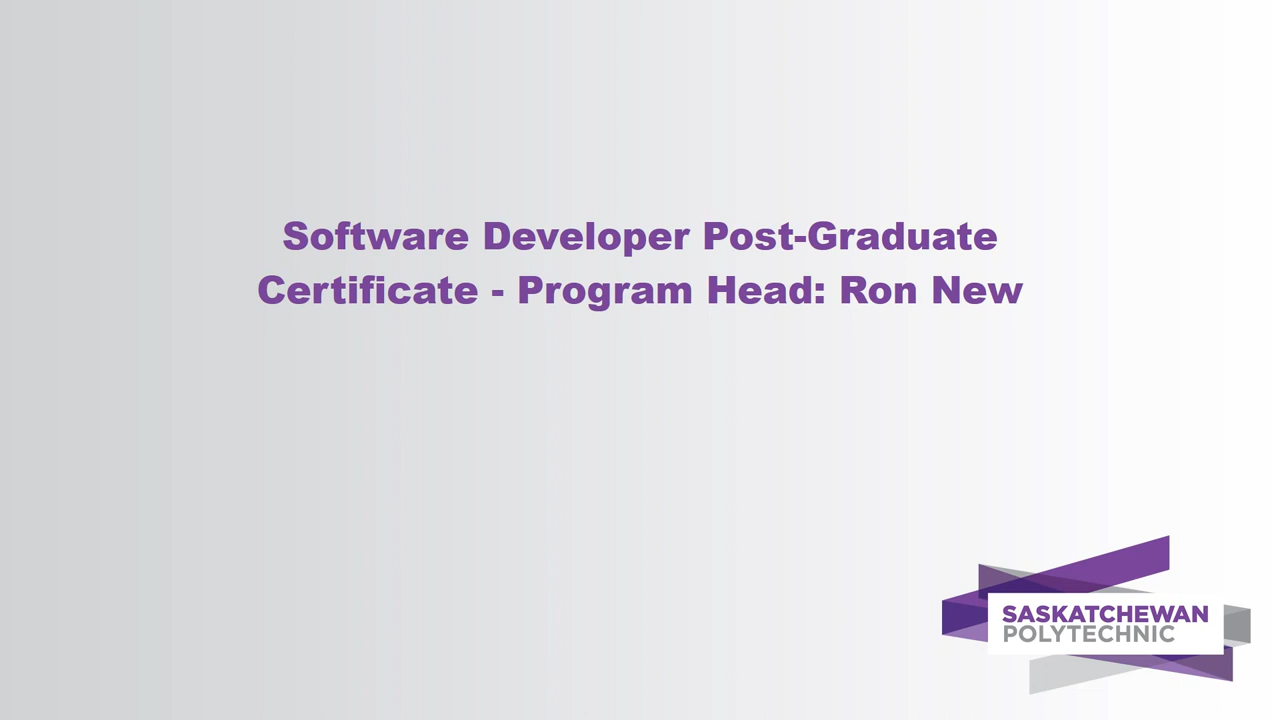 Software Developer Post-Graduate
Certificate - Program Head: Ron New
SASKATCHEWAN
POLYTECHNIC